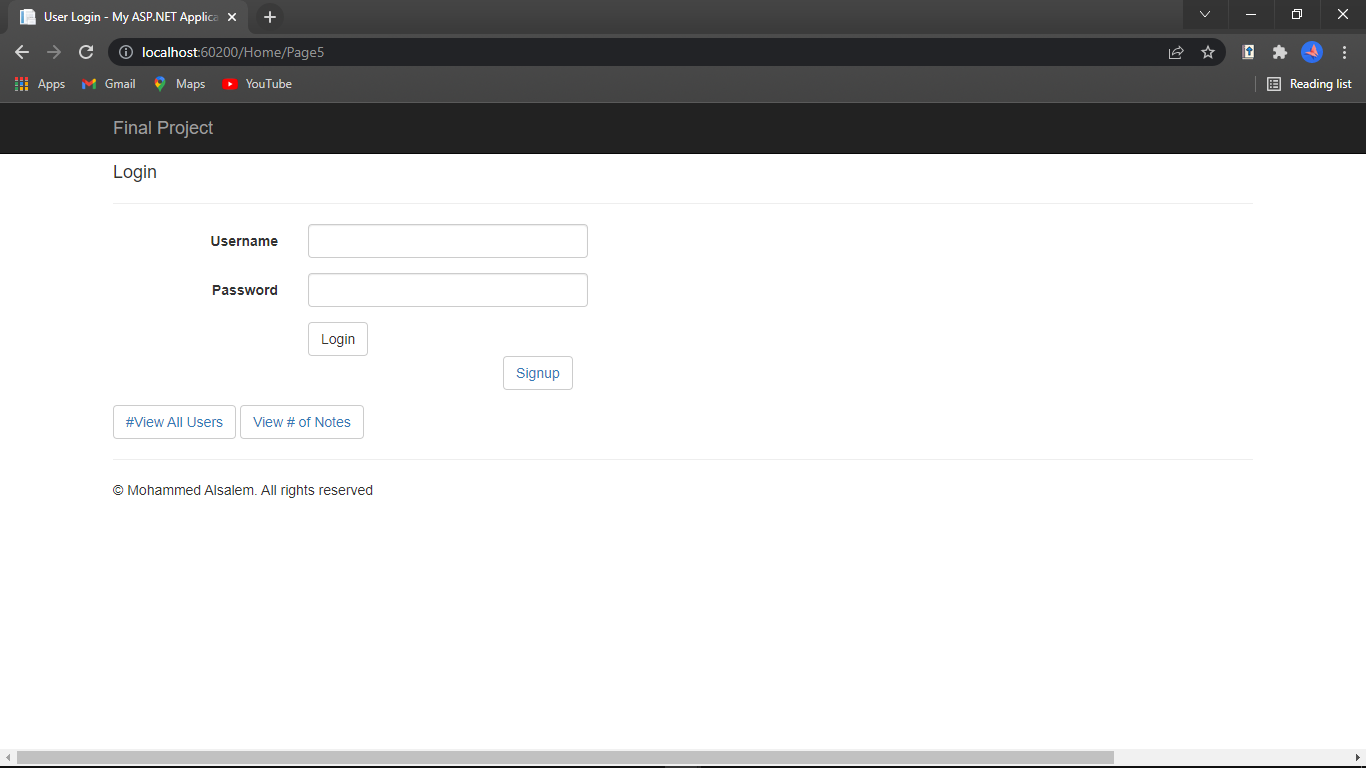 User Login - My ASP.NET Applica
localhost:60200/Home/Page5
Apps Gmail Maps YouTube Reading list
Final Project
Login
Username
Password
Login
Signup
#View All Users View # of Notes
© Mohammed Alsalem. All rights reserved